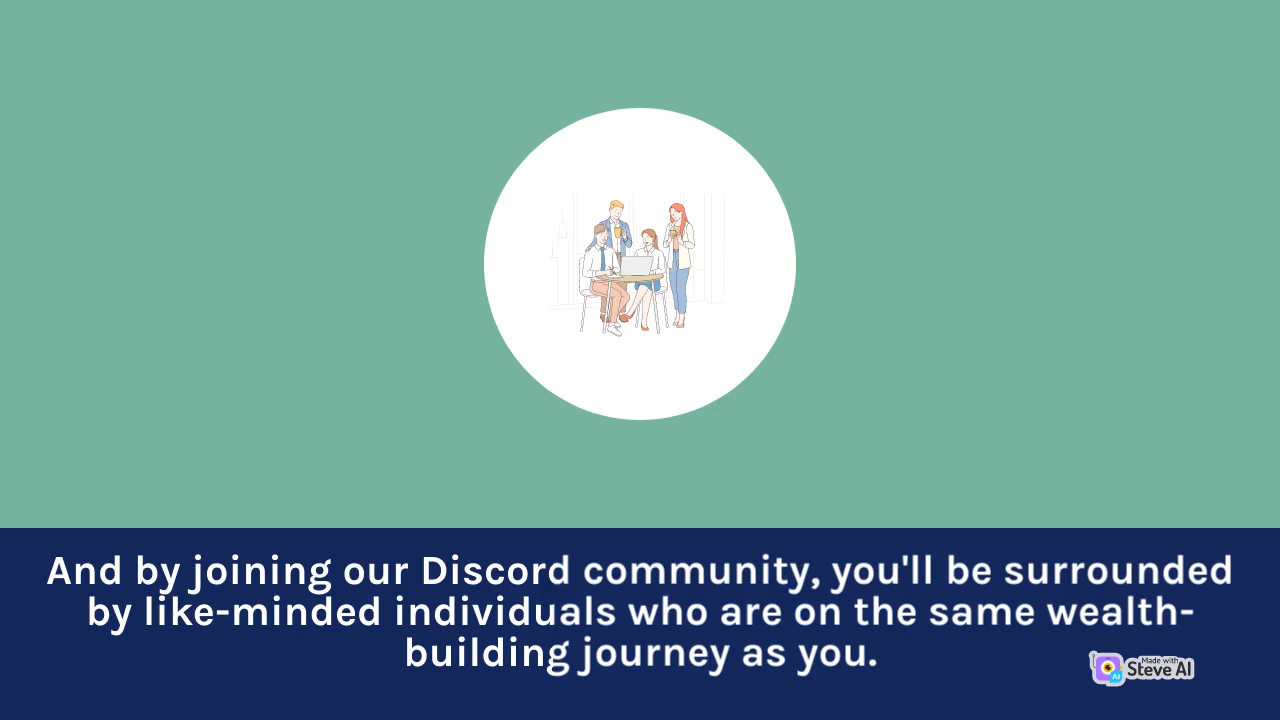 And by joining our Discord community, you'll be surrounded
by like-minded individuals who are on the same wealth-
building journey as you.
Made with
Steve AI
AI